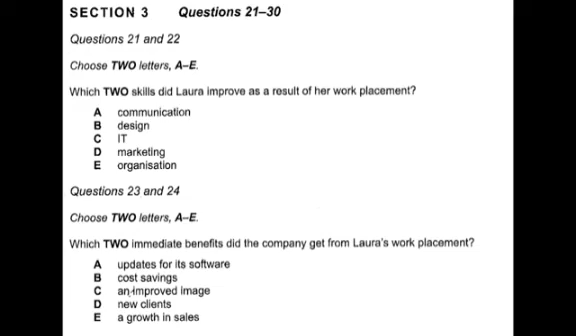 SECTION 3 Questions 21–30
Questions 21 and 22
Choose TWO letters, A–E.
Which TWO skills did Laura improve as a result of her work placement?
A communication
B design
C IT
D marketing
E organisation
Questions 23 and 24
Choose TWO letters, A–E.
Which TWO immediate benefits did the company get from Laura's work placement?
A updates for its software
B cost savings
C an improved image
D new clients
E a growth in sales